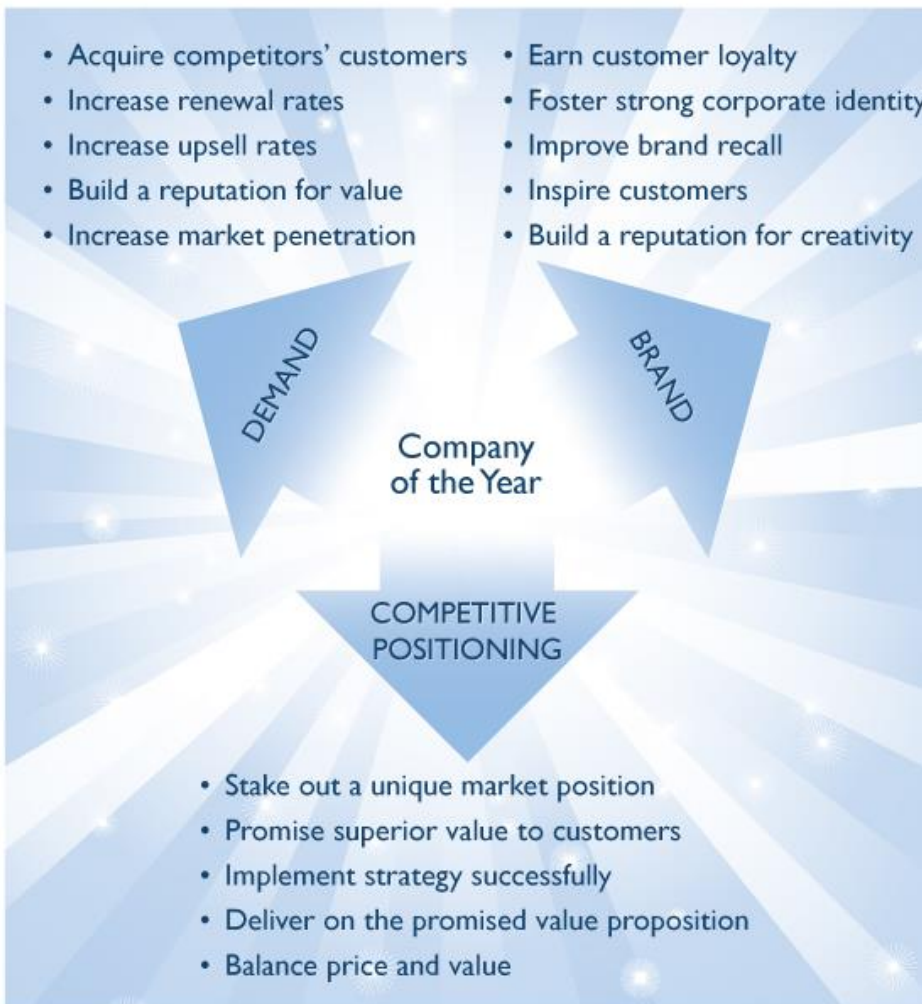 • Acquire competitors' customers
• Increase renewal rates
• Increase upsell rates
• Build a reputation for value
• Increase market penetration
• Earn customer loyalty
• Foster strong corporate identity
• Improve brand recall
• Inspire customers
• Build a reputation for creativity
DEMAND
BRAND
Company
of the Year
COMPETITIVE
POSITIONING
• Stake out a unique market position
• Promise superior value to customers
• Implement strategy successfully
• Deliver on the promised value proposition
• Balance price and value